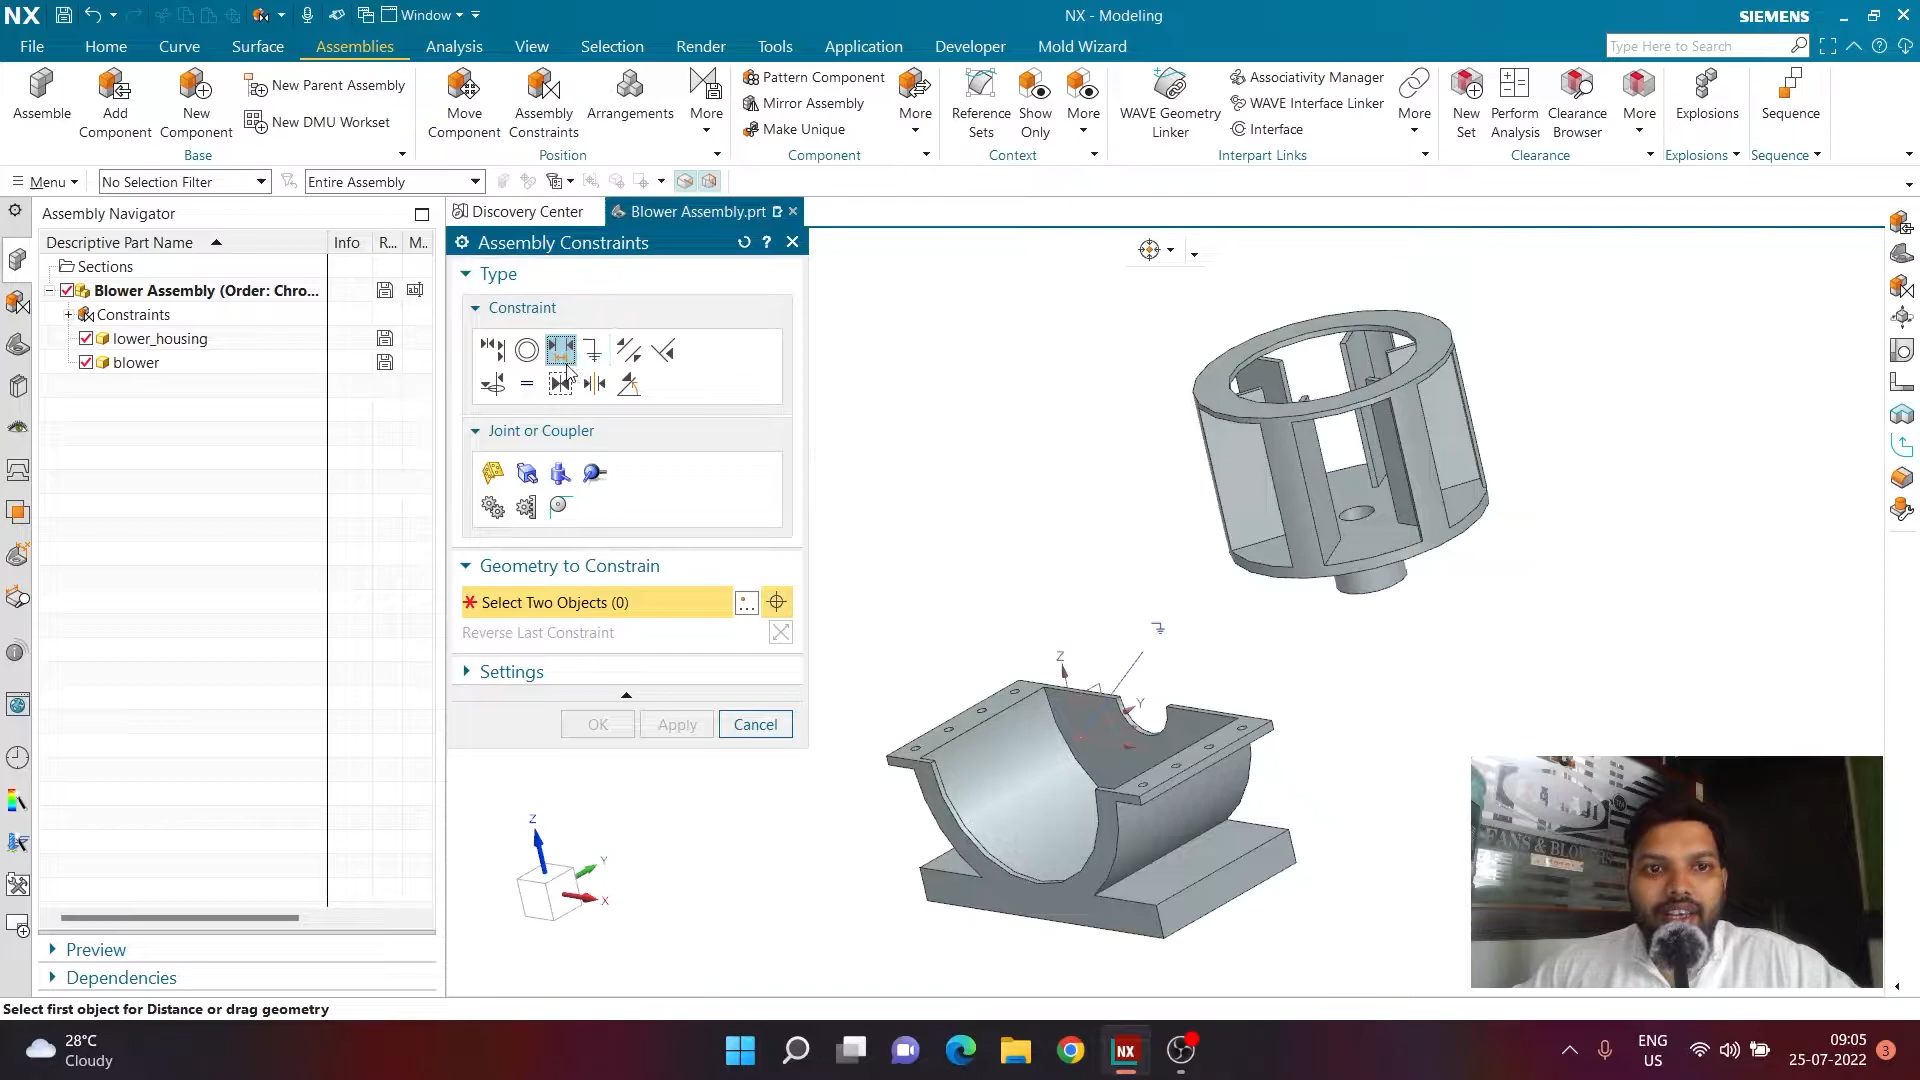 NX Window NX - Modeling SIEMENS
File Home Curve Surface Assemblies Analysis View Selection Render Tools Application Developer Mold Wizard Type Here to Search
Assemble
Add Component
New Component
New Parent Assembly
New DMU Workset
Base
Move Component
Assembly Constraints
Arrangements
More
Position
Pattern Component
Mirror Assembly
Make Unique
More
Component
Reference Sets
Show Only
More
Context
WAVE Geometry Linker
Associativity Manager
WAVE Interface Linker
Interface
More
Interpart Links
New Set
Perform Analysis
Clearance Browser
More
Clearance
Explosions
Explosions
Sequence
Sequence
Menu No Selection Filter Entire Assembly
Assembly Navigator
Descriptive Part Name Info R... M..
Sections
Blower Assembly (Order: Chro...
Constraints
lower_housing
blower
Preview
Dependencies
Discovery Center Blower Assembly.prt
Assembly Constraints
Type
Constraint
Joint or Coupler
Geometry to Constrain
* Select Two Objects (0)
Reverse Last Constraint
Settings
OK Apply Cancel
Z
Y
Z
Y
X
FANS & BLOWERS
Select first object for Distance or drag geometry
28°C
Cloudy
NX
ENG
US
09:05
25-07-2022
3